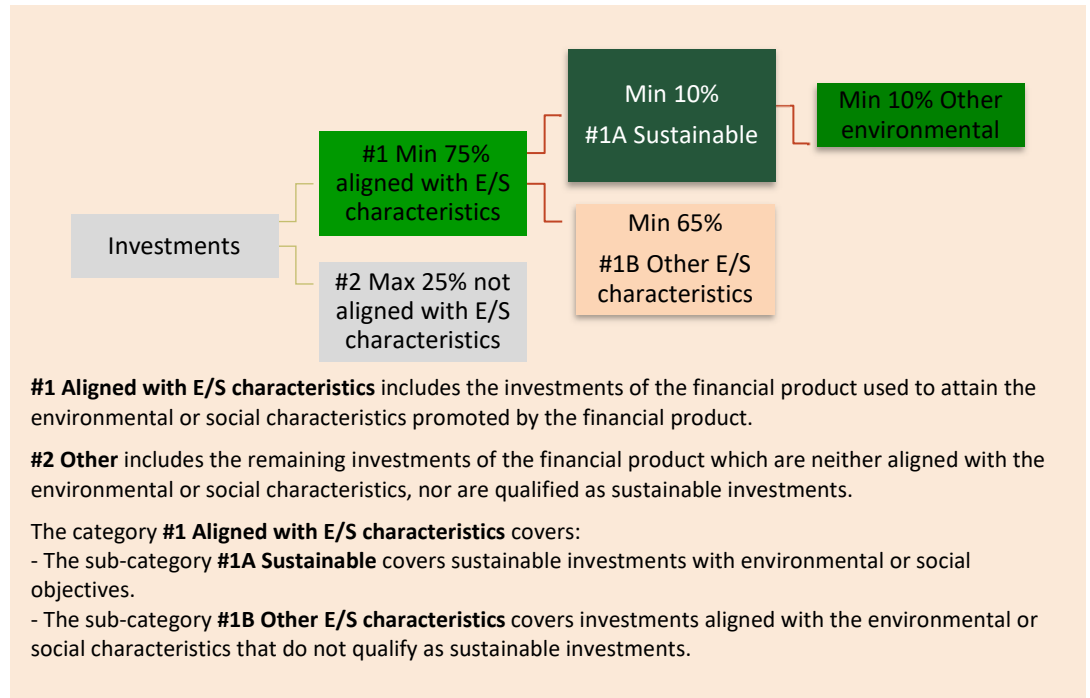 Min 10%
#1A Sustainable
Min 10% Other
environmental
#1 Min 75%
aligned with E/S
characteristics
Investments
Min 65%
#1B Other E/S
characteristics
#2 Max 25% not
aligned with E/S
characteristics
#1 Aligned with E/S characteristics includes the investments of the financial product used to attain the
environmental or social characteristics promoted by the financial product.
#2 Other includes the remaining investments of the financial product which are neither aligned with the
environmental or social characteristics, nor are qualified as sustainable investments.
The category #1 Aligned with E/S characteristics covers:
- The sub-category #1A Sustainable covers sustainable investments with environmental or social
objectives.
- The sub-category #1B Other E/S characteristics covers investments aligned with the environmental or
social characteristics that do not qualify as sustainable investments.